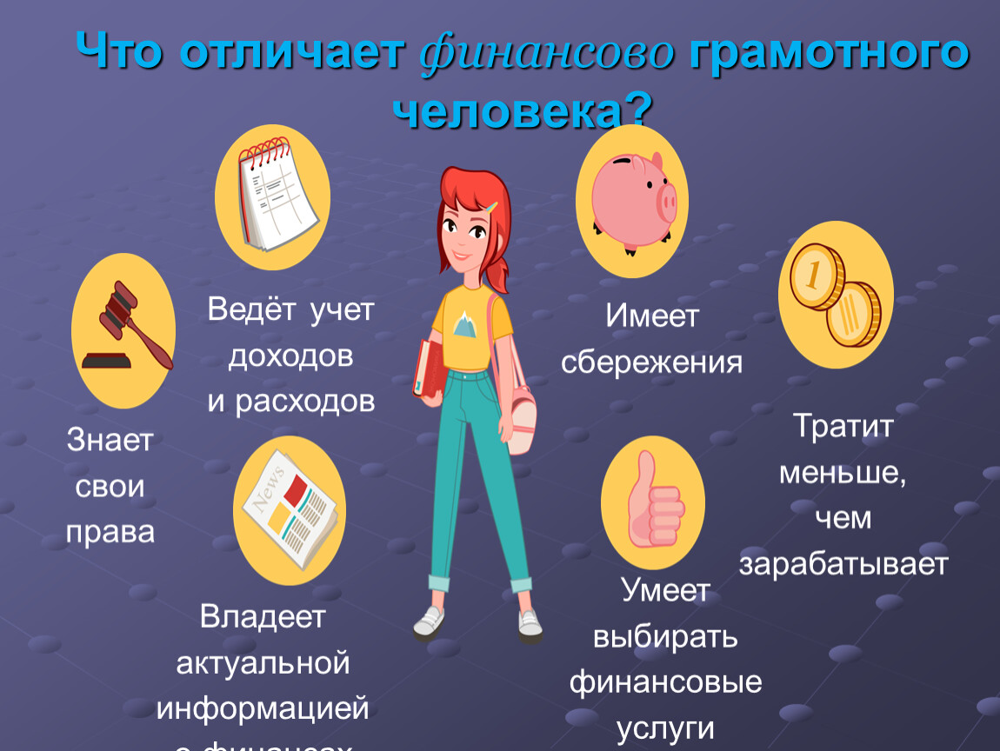 Что отличает финансово грамотного
человека?
Ведёт учет
доходов
и расходов
Имеет
сбережения
1
Знает
свои
права
Тратит
меньше,
чем
зарабатывает
News
Владеет
актуальной
информацией
о финансах
Умеет
выбирать
финансовые
услуги